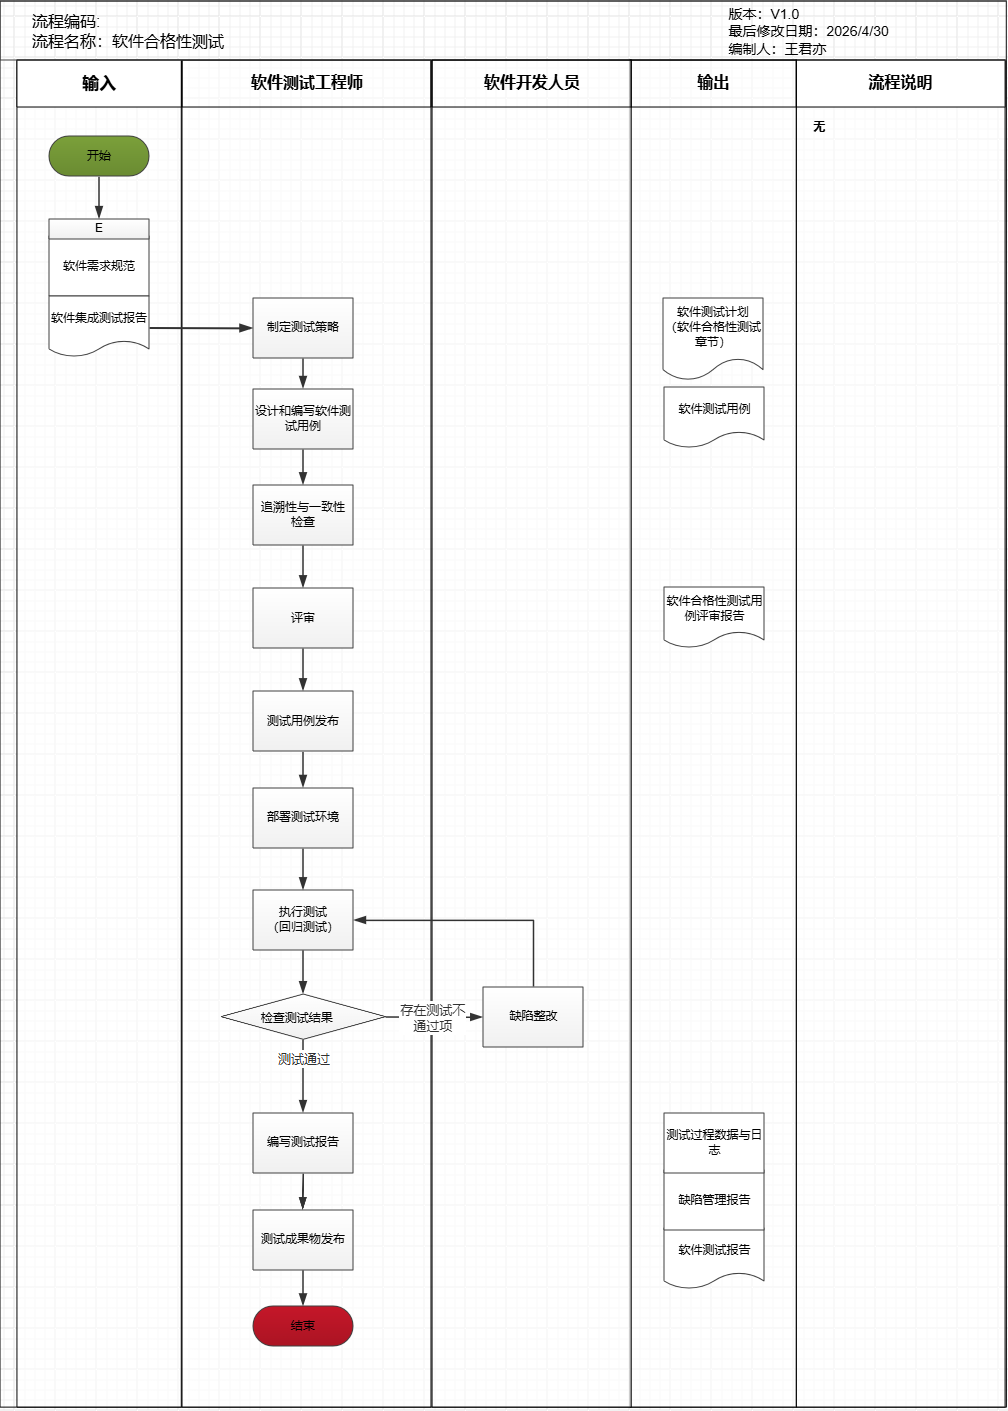 流程编码:
流程名称：软件合格性测试
版本：V1.0
最后修改日期：2026/4/30
编制人：王君亦
输入
软件测试工程师
软件开发人员
输出
流程说明
无
开始
E
软件需求规范
软件集成测试报告
制定测试策略
软件测试计划
（软件合格性测试
章节）
设计和编写软件测
试用例
软件测试用例
追溯性与一致性
检查
评审
软件合格性测试用
例评审报告
测试用例发布
部署测试环境
执行测试
（回归测试）
检查测试结果
存在测试不
通过项
缺陷整改
测试通过
编写测试报告
测试过程数据与日
志
缺陷管理报告
测试成果物发布
软件测试报告
结束